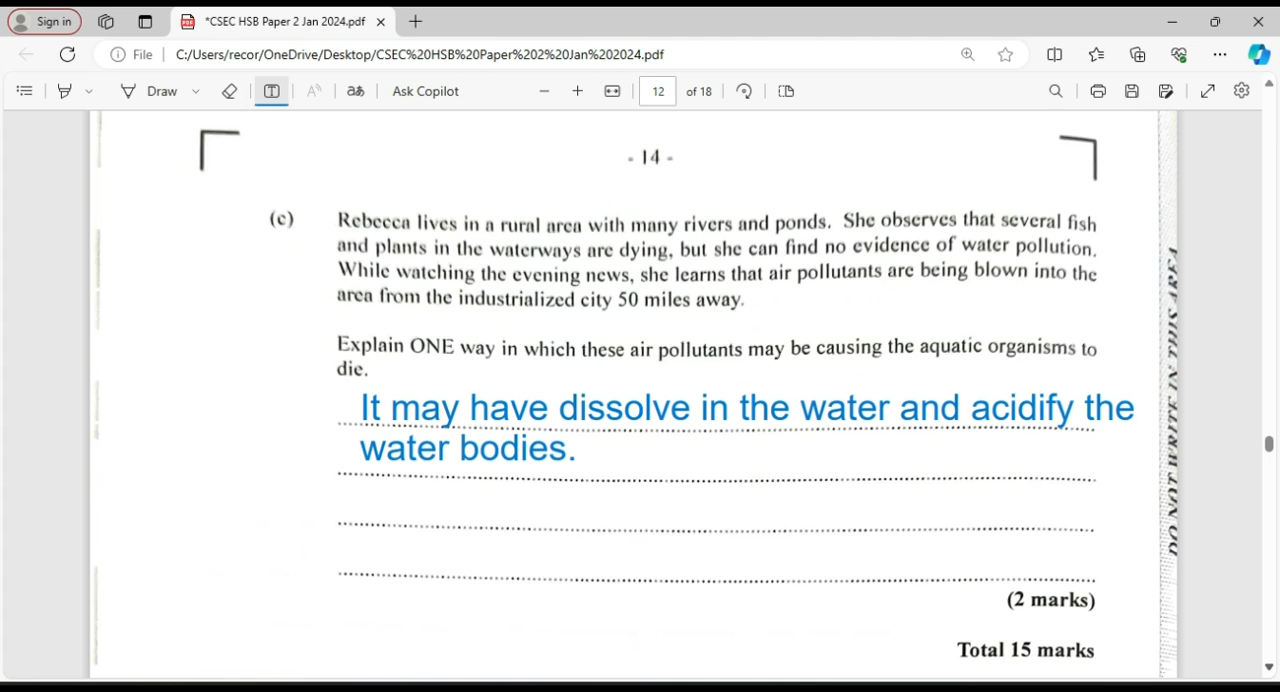 Sign in
*CSEC HSB Paper 2 Jan 2024.pdf
File
C:/Users/recor/OneDrive/Desktop/CSEC%20HSB%20Paper%202%20Jan%202024.pdf
Draw
aあ
Ask Copilot
12 of 18
- 14 -
(c) Rebecca lives in a rural area with many rivers and ponds. She observes that several fish
and plants in the waterways are dying, but she can find no evidence of water pollution.
While watching the evening news, she learns that air pollutants are being blown into the
area from the industrialized city 50 miles away.
Explain ONE way in which these air pollutants may be causing the aquatic organisms to
die.
It may have dissolve in the water and acidify the
water bodies.
(2 marks)
Total 15 marks
DO NOT WRITE IN THIS AREA